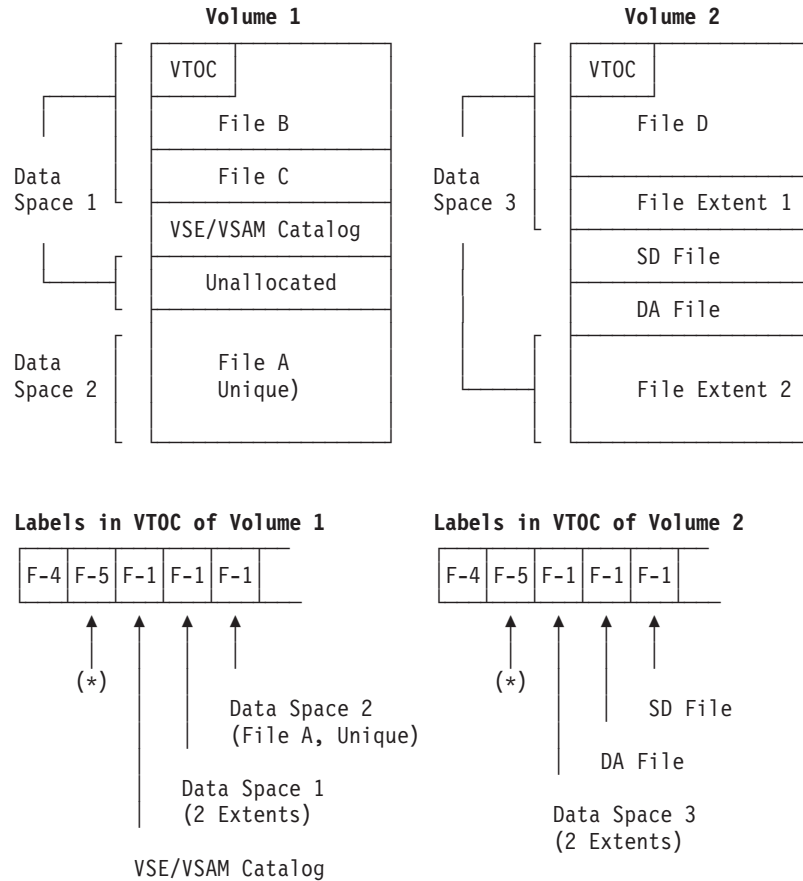 Volume 1
VTOC
File B
File C
VSE/VSAM Catalog
Unallocated
File A
Unique)
Data
Space 1
Data
Space 2
Volume 2
VTOC
File D
File Extent 1
SD File
DA File
File Extent 2
Data
Space 3
Labels in VTOC of Volume 1
F-4 F-5 F-1 F-1 F-1
(*)
Data Space 2
(File A, Unique)
Data Space 1
(2 Extents)
VSE/VSAM Catalog
Labels in VTOC of Volume 2
F-4 F-5 F-1 F-1 F-1
(*)
SD File
DA File
Data Space 3
(2 Extents)